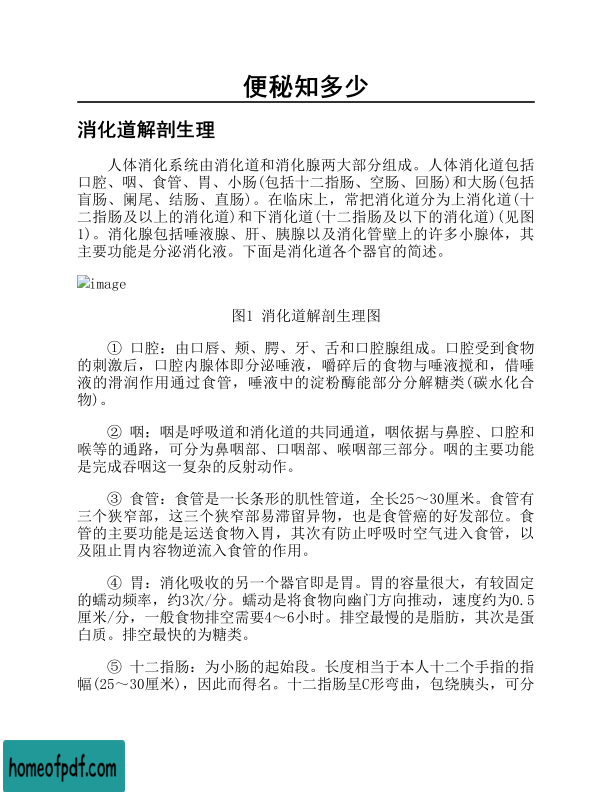 便秘知多少
消化道解剖生理
人体消化系统由消化道和消化腺两大部分组成。人体消化道包括
口腔、咽、食管、胃、小肠(包括十二指肠、空肠、回肠)和大肠(包括
盲肠、阑尾、结肠、直肠)。在临床上，常把消化道分为上消化道(十
二指肠及以上的消化道)和下消化道(十二指肠及以下的消化道)(见图
1)。消化腺包括唾液腺、肝、胰腺以及消化管壁上的许多小腺体，其
主要功能是分泌消化液。下面是消化道各个器官的简述。
image
图1 消化道解剖生理图
① 口腔：由口唇、颊、腭、牙、舌和口腔腺组成。口腔受到食物
的刺激后，口腔内腺体即分泌唾液，嚼碎后的食物与唾液搅和，借唾
液的滑润作用通过食管，唾液中的淀粉酶能部分分解糖类(碳水化合
物)。
② 咽：咽是呼吸道和消化道的共同通道，咽依据与鼻腔、口腔和
喉等的通路，可分为鼻咽部、口咽部、喉咽部三部分。咽的主要功能
是完成吞咽这一复杂的反射动作。
③ 食管：食管是一长条形的肌性管道，全长25～30厘米。食管有
三个狭窄部，这三个狭窄部易滞留异物，也是食管癌的好发部位。食
管的主要功能是运送食物入胃，其次有防止呼吸时空气进入食管，以
及阻止胃内容物逆流入食管的作用。
④ 胃：消化吸收的另一个器官即是胃。胃的容量很大，有较固定
的蠕动频率，约3次/分。蠕动是将食物向幽门方向推动，速度约为0.5
厘米/分，一般食物排空需要4～6小时。排空最慢的是脂肪，其次是蛋
白质。排空最快的为糖类。
⑤ 十二指肠：为小肠的起始段。长度相当于本人十二个手指的指
幅(25～30厘米)，因此而得名。十二指肠呈C形弯曲，包绕胰头，可分
homeofpdf.com